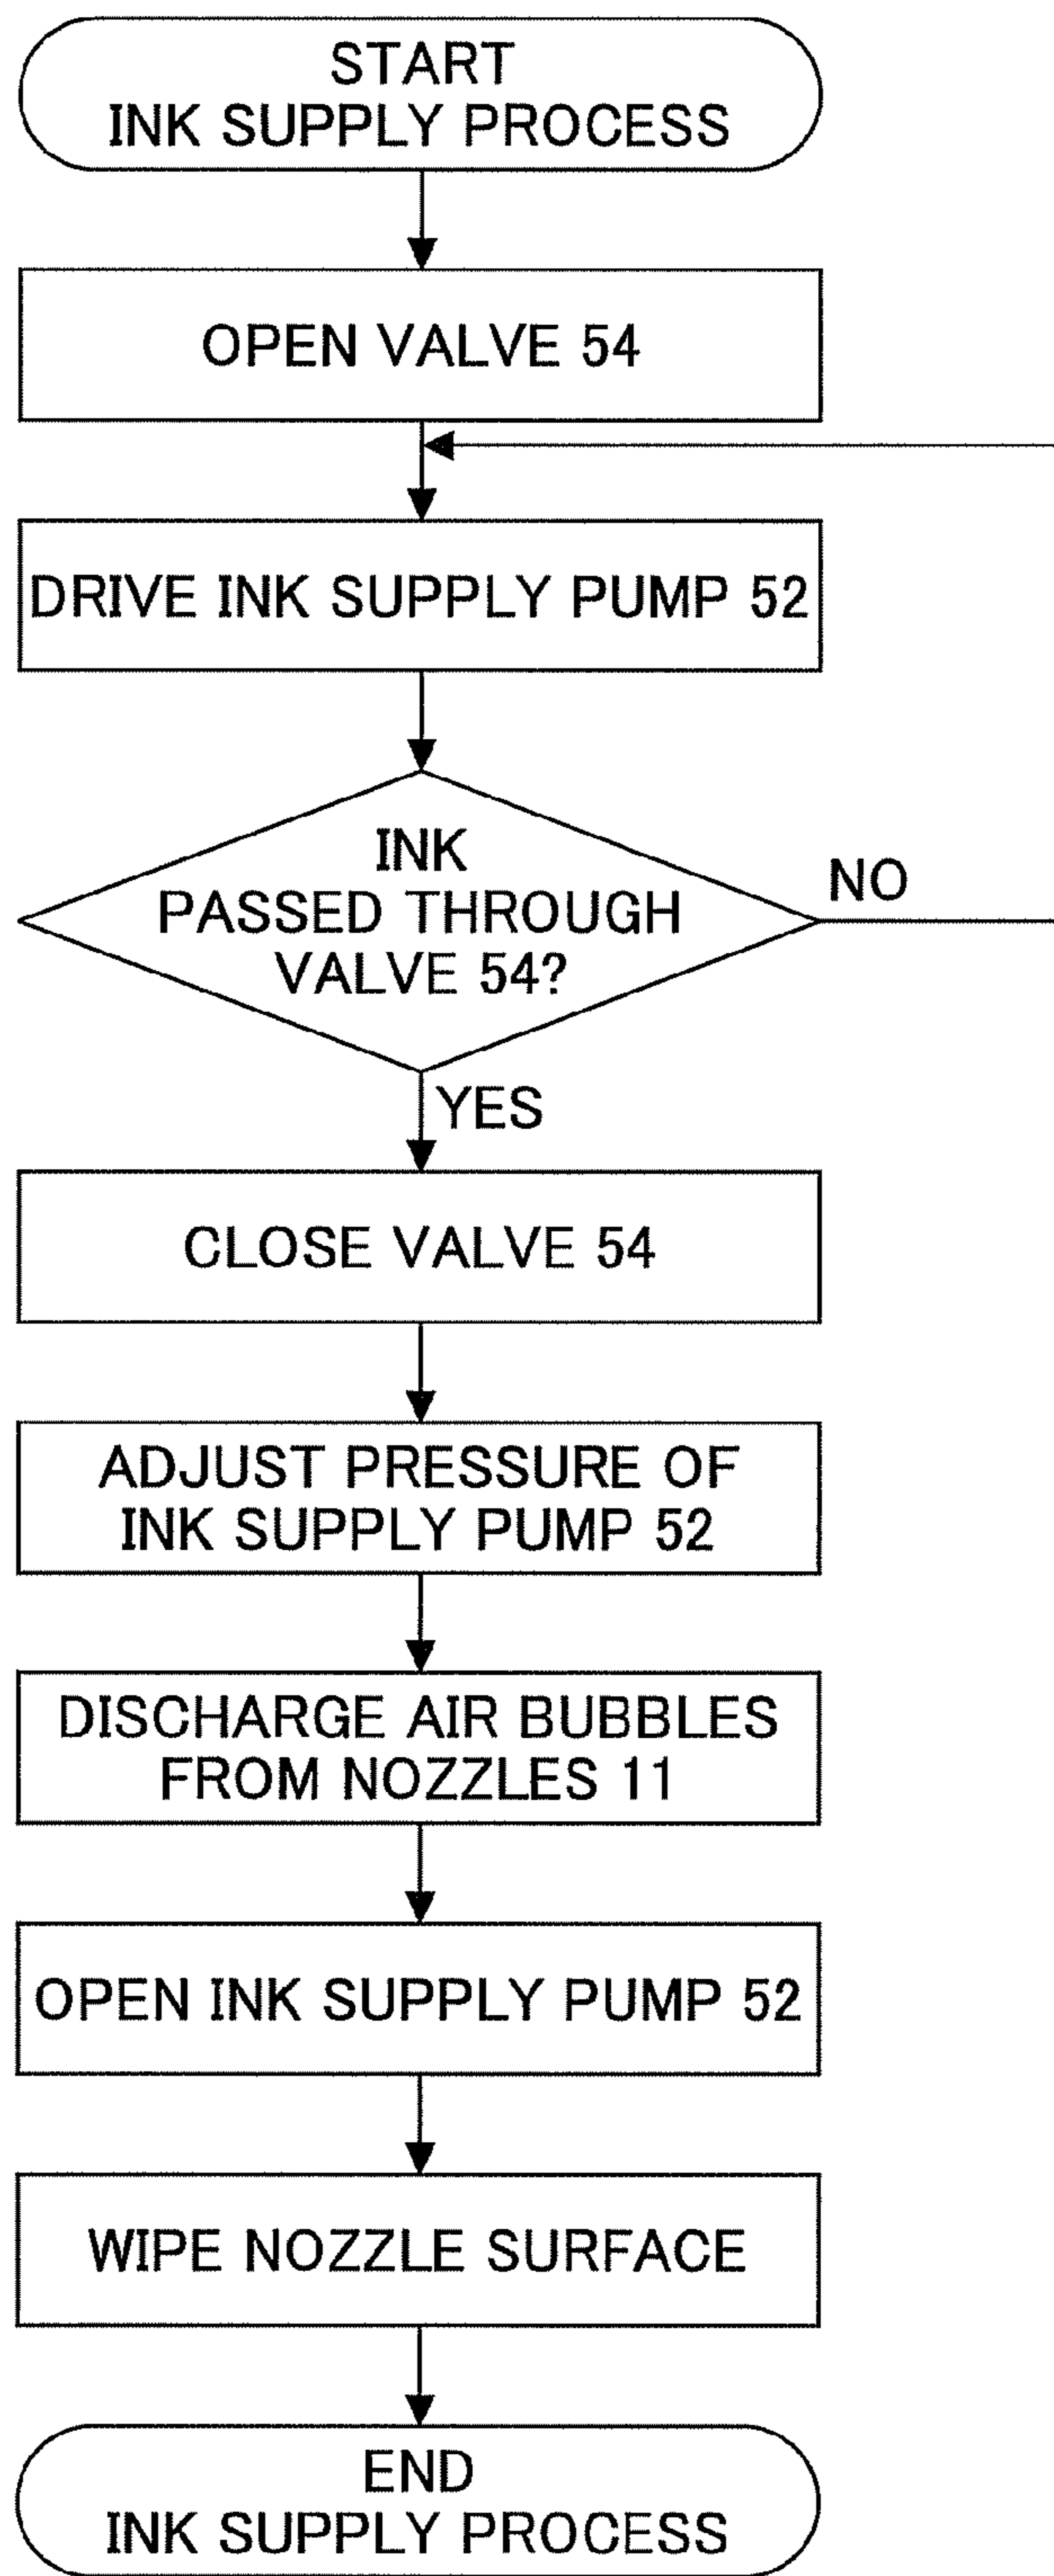 START
INK SUPPLY PROCESS
OPEN VALVE 54
DRIVE INK SUPPLY PUMP 52
INK
PASSED THROUGH
VALVE 54?
NO
YES
CLOSE VALVE 54
ADJUST PRESSURE OF
INK SUPPLY PUMP 52
DISCHARGE AIR BUBBLES
FROM NOZZLES 11
OPEN INK SUPPLY PUMP 52
WIPE NOZZLE SURFACE
END
INK SUPPLY PROCESS